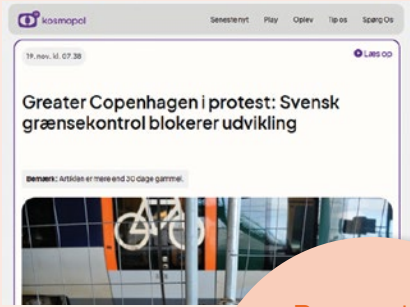 kosmopol
Seneste nyt Play Oplev Tip os Spørg Os
19. nov. kl. 07.38
Læs op
Greater Copenhagen i protest: Svensk
grænsekontrol blokerer udvikling
Bemærk: Artiklen er mere end 30 dage gammel.